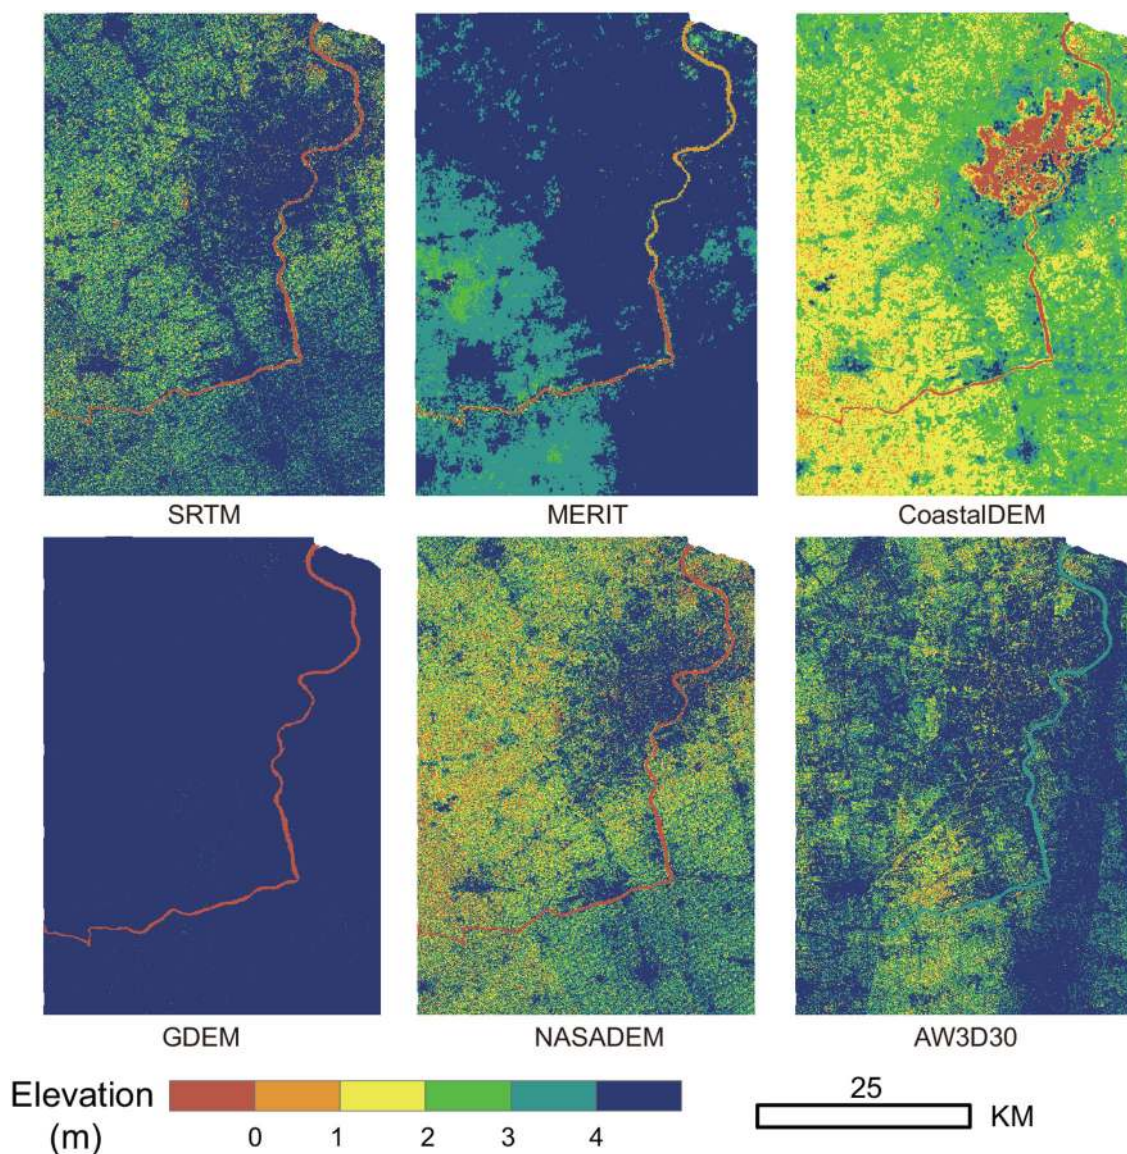 SRTM
MERIT
CoastalDEM
GDEM
NASADEM
AW3D30
Elevation
(m)
0 1 2 3 4
25
KM